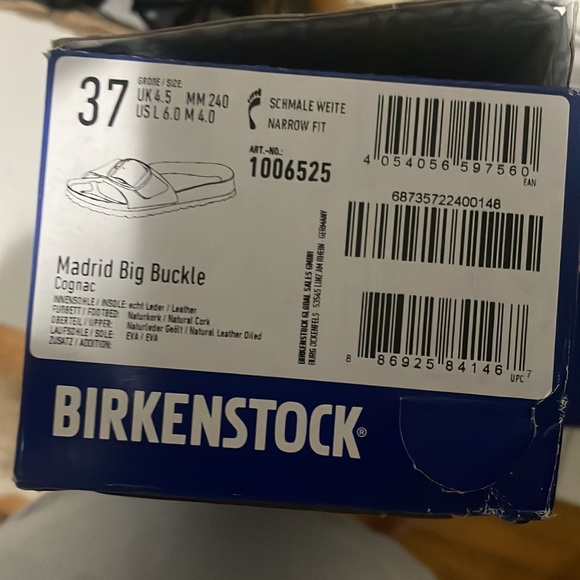 37
GRÖßE / SIZE:
UK 4.5 MM 240
US L 6.0 M 4.0
SCHMALE WEITE
NARROW FIT
ART.-NO.:
1006525
4 054056 597560
EAN
68735722400148
Madrid Big Buckle
Cognac
INNENSOHLE / INSOLE: echt Leder / Leather
FUßBETT / FOOTBED: Naturkork / Natural Cork
OBERTEIL / UPPER: Naturleder Geölt / Natural Leather Oiled
LAUFSOHLE / SOLE: EVA / EVA
ZUSATZ / ADDITION:
BIRKENSTOCK GLOBAL SALES GMBH
BURG OCKENFELS 53545 LINZ AM RHEIN GERMANY
8 86925 84146 7
UPC
BIRKENSTOCK®